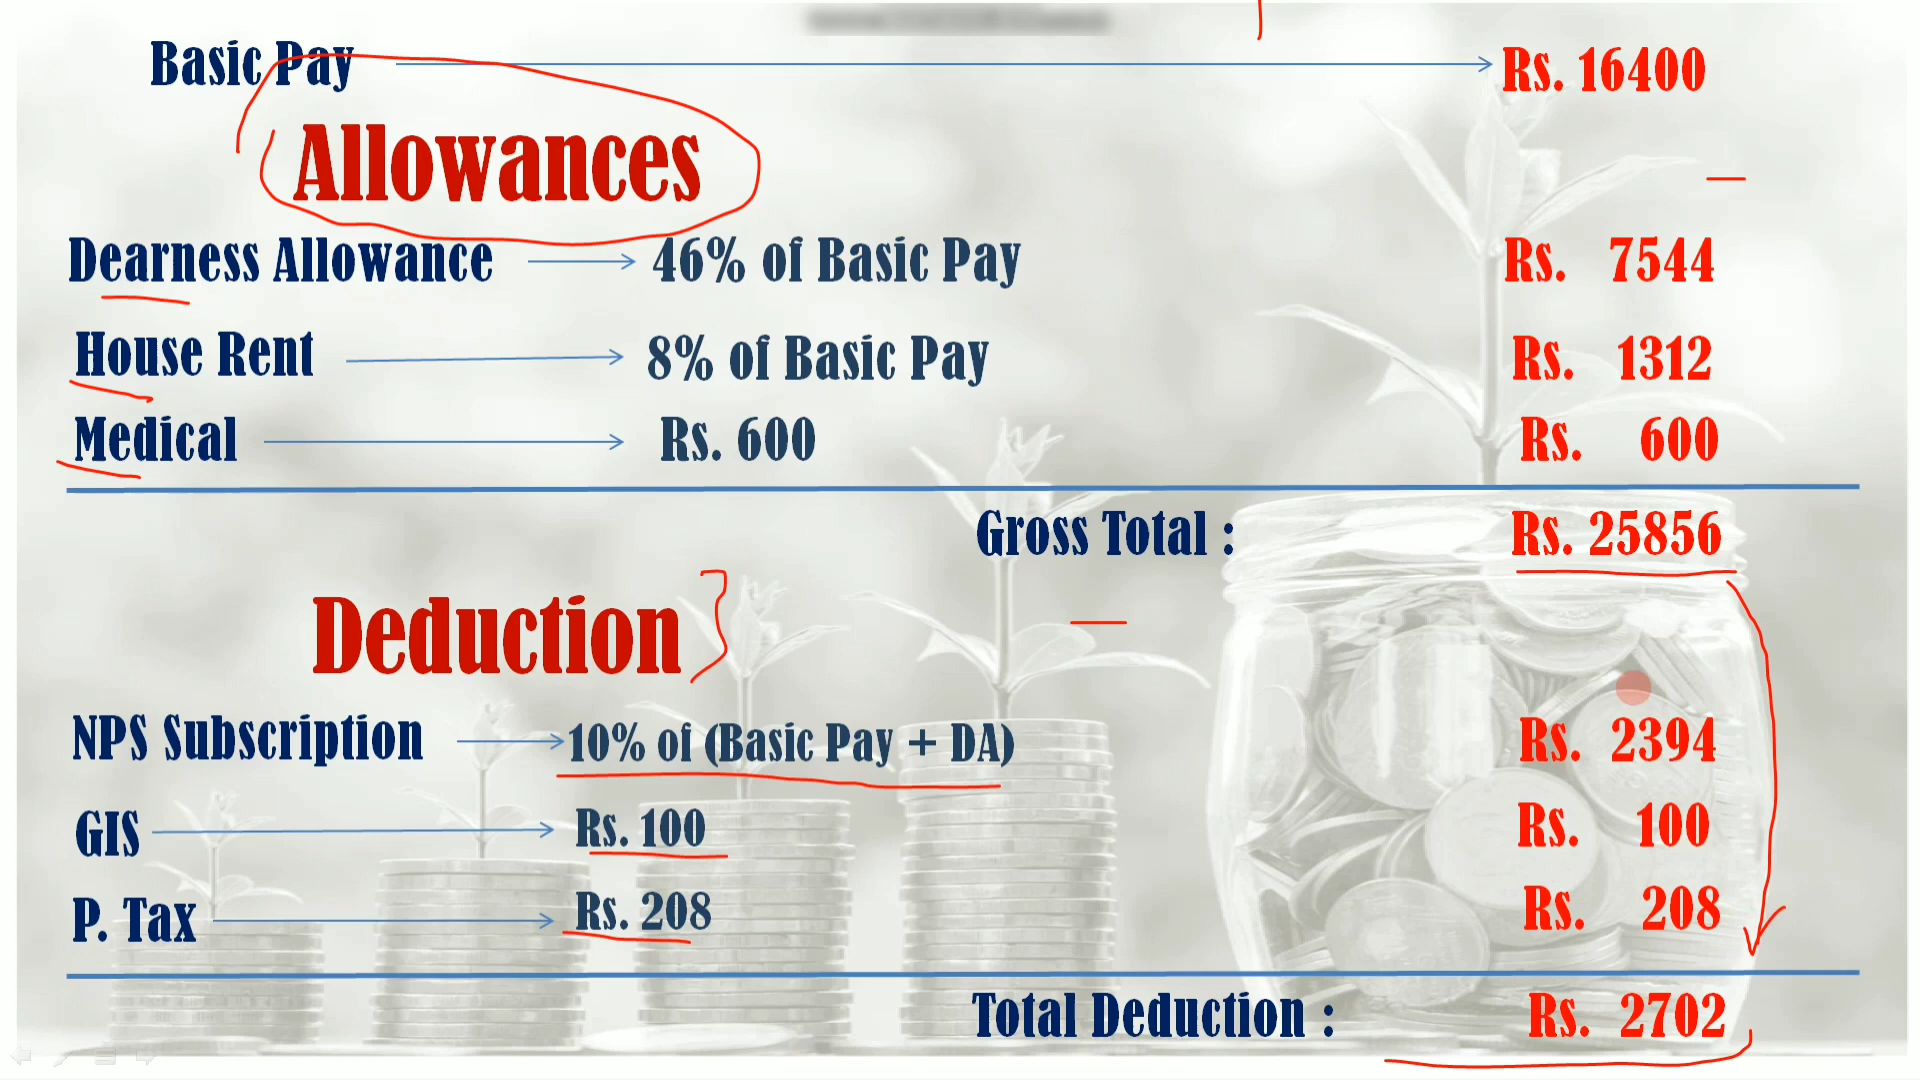 Basic Pay Rs. 16400
Allowances
Dearness Allowance 46% of Basic Pay Rs. 7544
House Rent 8% of Basic Pay Rs. 1312
Medical Rs. 600 Rs. 600
Gross Total : Rs. 25856
Deduction
NPS Subscription 10% of (Basic Pay + DA) Rs. 2394
GIS Rs. 100 Rs. 100
P. Tax Rs. 208 Rs. 208
Total Deduction : Rs. 2702